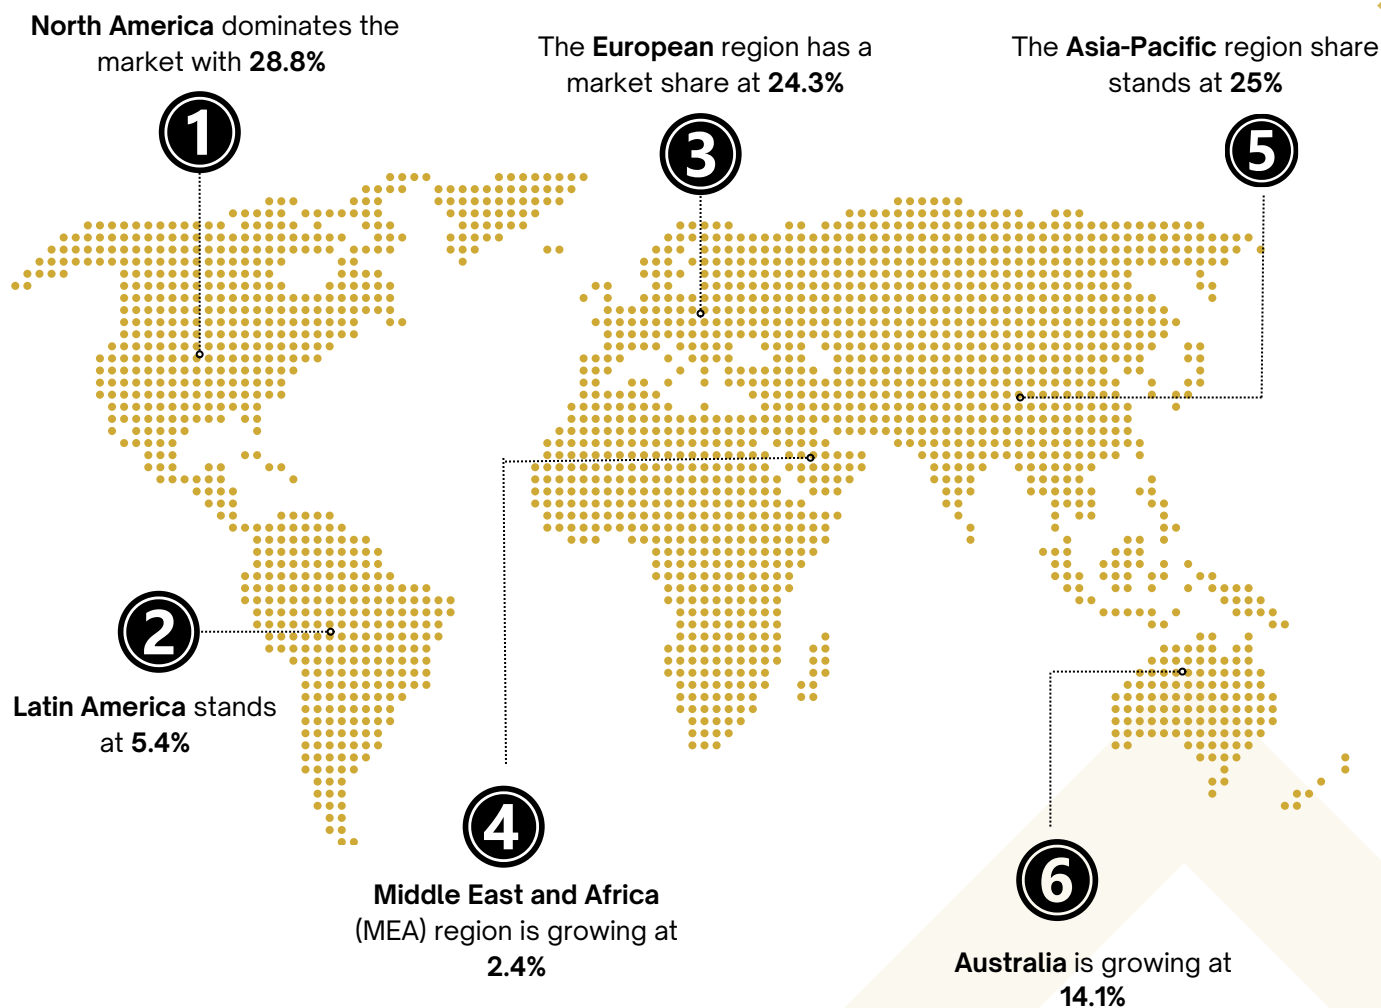 North America dominates the
market with 28.8%
1
The European region has a
market share at 24.3%
3
The Asia-Pacific region share
stands at 25%
5
2
Latin America stands
at 5.4%
4
Middle East and Africa
(MEA) region is growing at
2.4%
6
Australia is growing at
14.1%